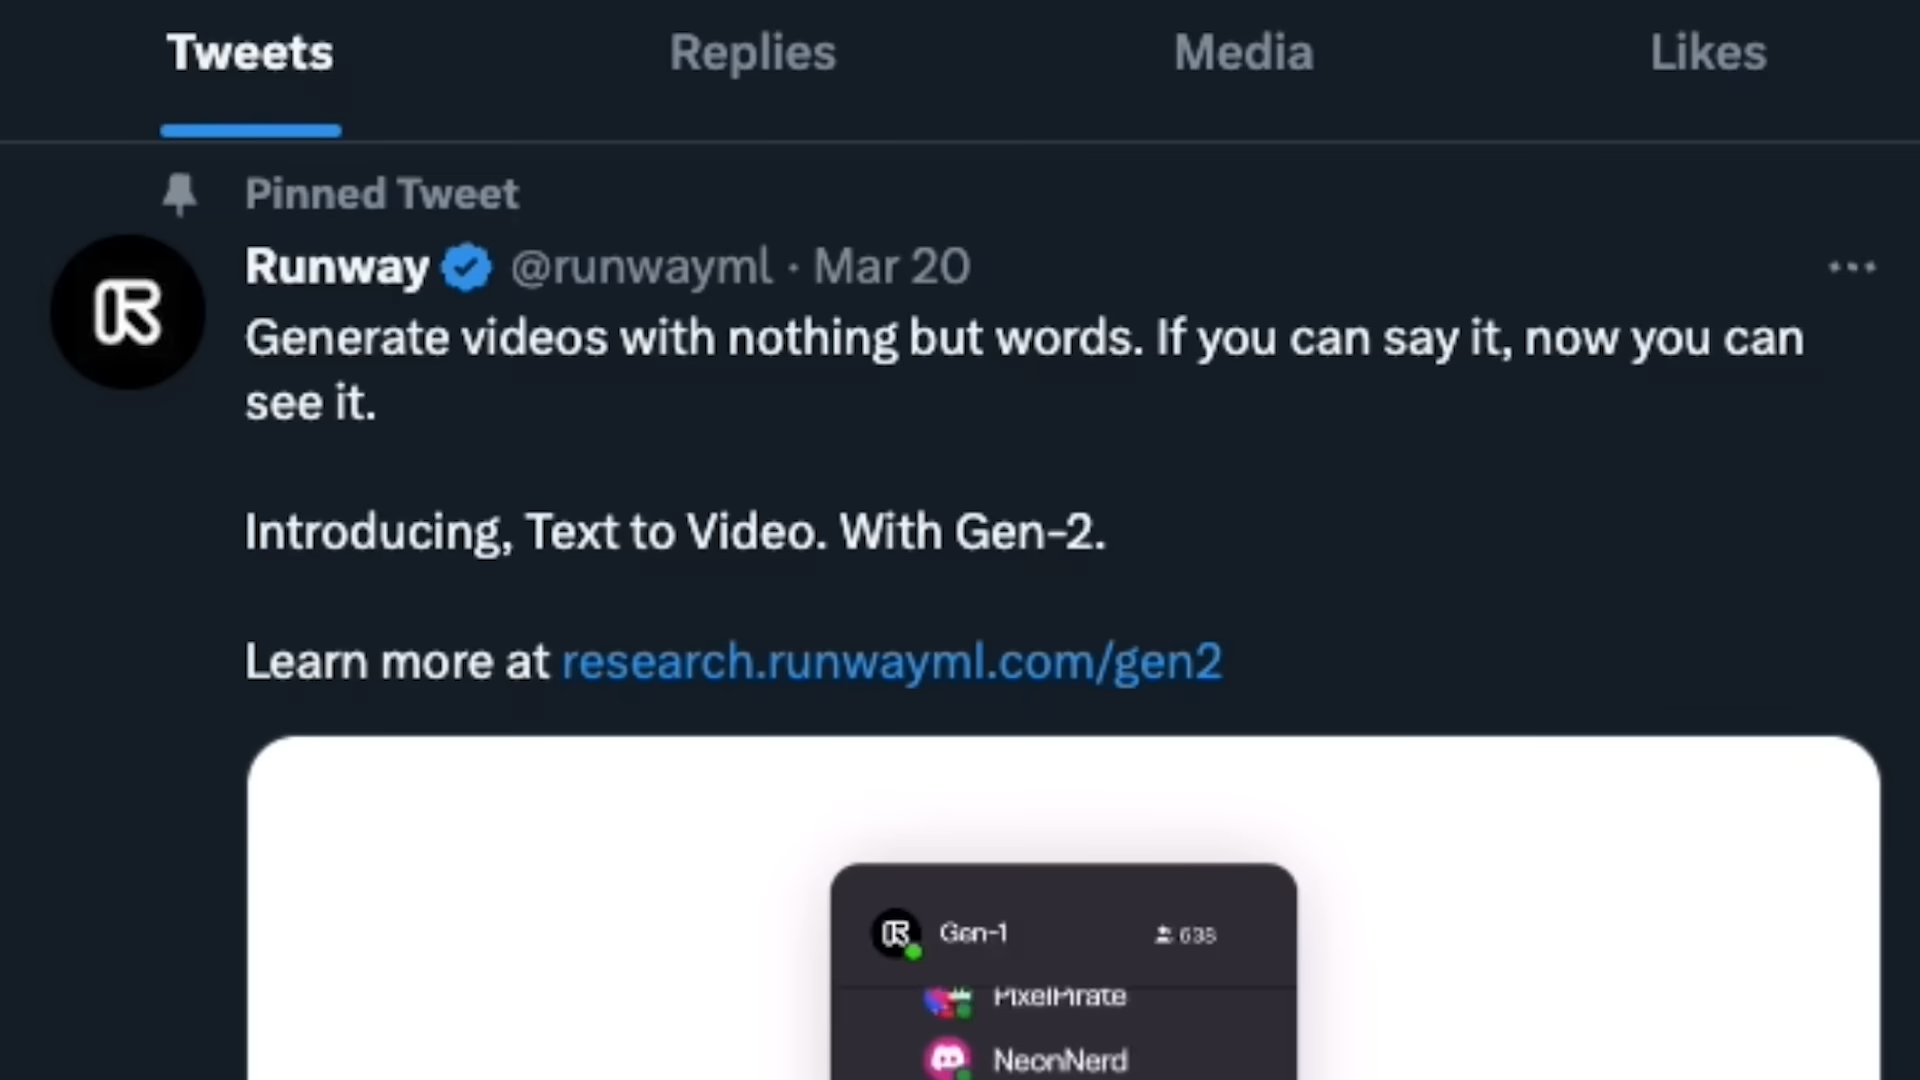 Tweets Replies Media Likes
Pinned Tweet
Runway @runwayml · Mar 20
Generate videos with nothing but words. If you can say it, now you can
see it.
Introducing, Text to Video. With Gen-2.
Learn more at research.runwayml.com/gen2
Gen-1 638
PixelPirate
NeonNerd